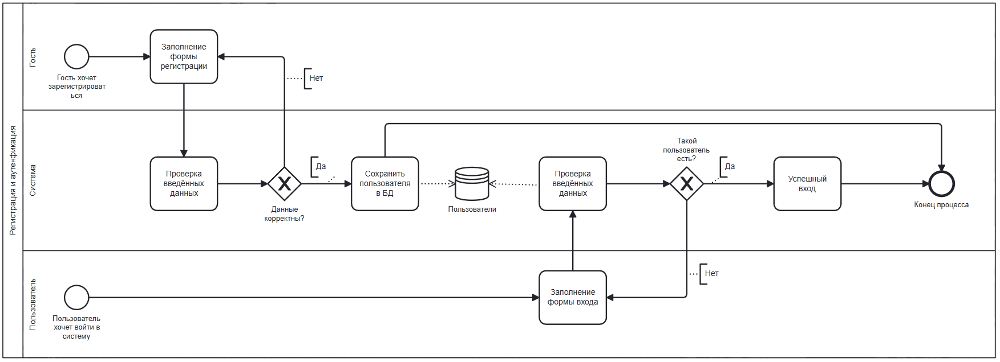 Регистрация и аутенфикация
Гость
Гость хочет
зарегистрироват
ься
Заполнение
формы
регистрации
Нет
Система
Проверка
введённых
данных
Данные
корректны?
Да
Сохранить
пользователя
в БД
Пользователи
Проверка
введённых
данных
Такой
пользователь
есть?
Да
Успешный
вход
Конец процесса
Пользователь
Пользователь
хочет войти в
систему
Заполнение
формы входа
Нет